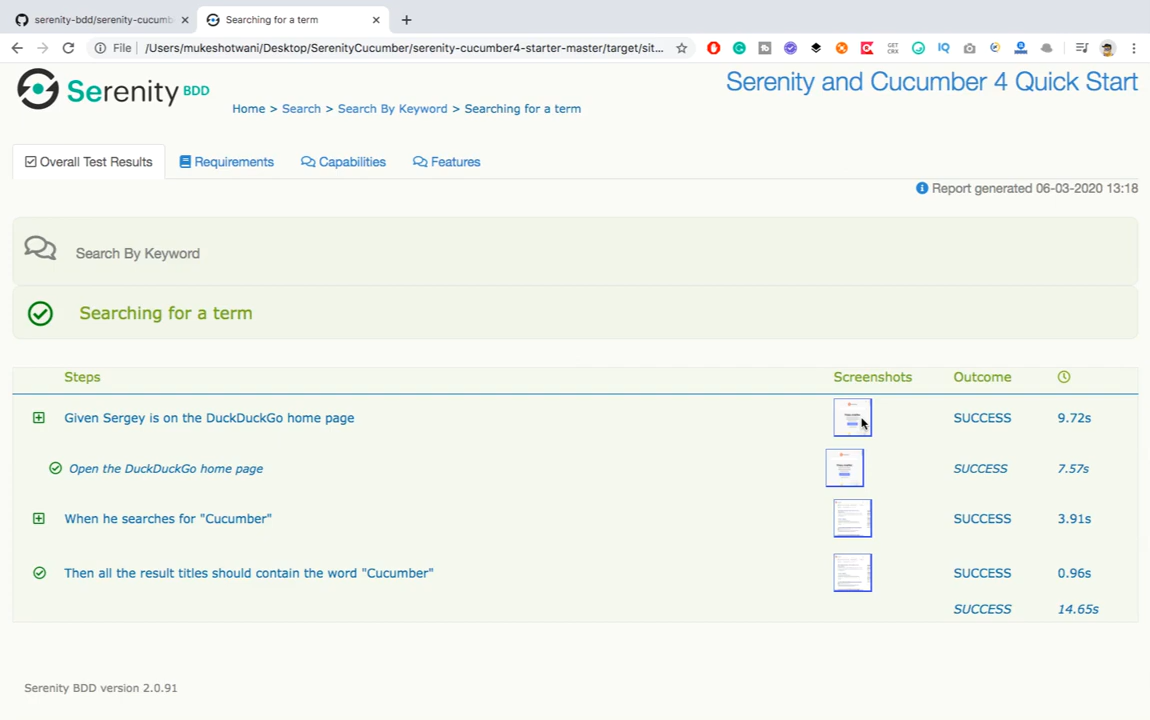 serenity-bdd/serenity-cucumb
Searching for a term
File
/Users/mukeshotwani/Desktop/SerenityCucumber/serenity-cucumber4-starter-master/target/sit...
GET
CRX
IQ
Serenity BDD
Serenity and Cucumber 4 Quick Start
Home > Search > Search By Keyword > Searching for a term
Overall Test Results
Requirements
Capabilities
Features
Report generated 06-03-2020 13:18
Search By Keyword
Searching for a term
Steps Screenshots Outcome
Given Sergey is on the DuckDuckGo home page SUCCESS 9.72s
Open the DuckDuckGo home page SUCCESS 7.57s
When he searches for "Cucumber" SUCCESS 3.91s
Then all the result titles should contain the word "Cucumber" SUCCESS 0.96s
SUCCESS 14.65s
Serenity BDD version 2.0.91